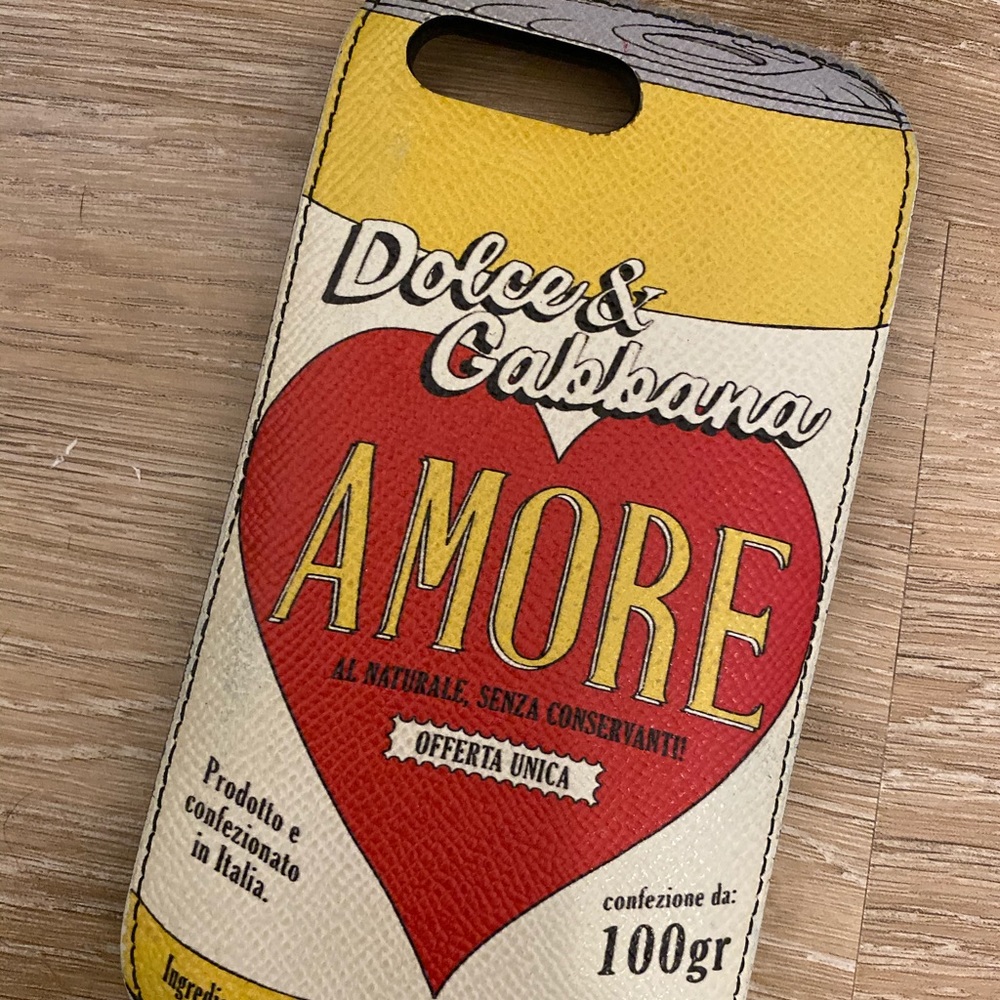 Dolce &
Gabbana
AMORE
AL NATURALE, SENZA CONSERVANTI!
OFFERTA UNICA
Prodotto e
confezionato
in Italia.
confezione da:
100gr